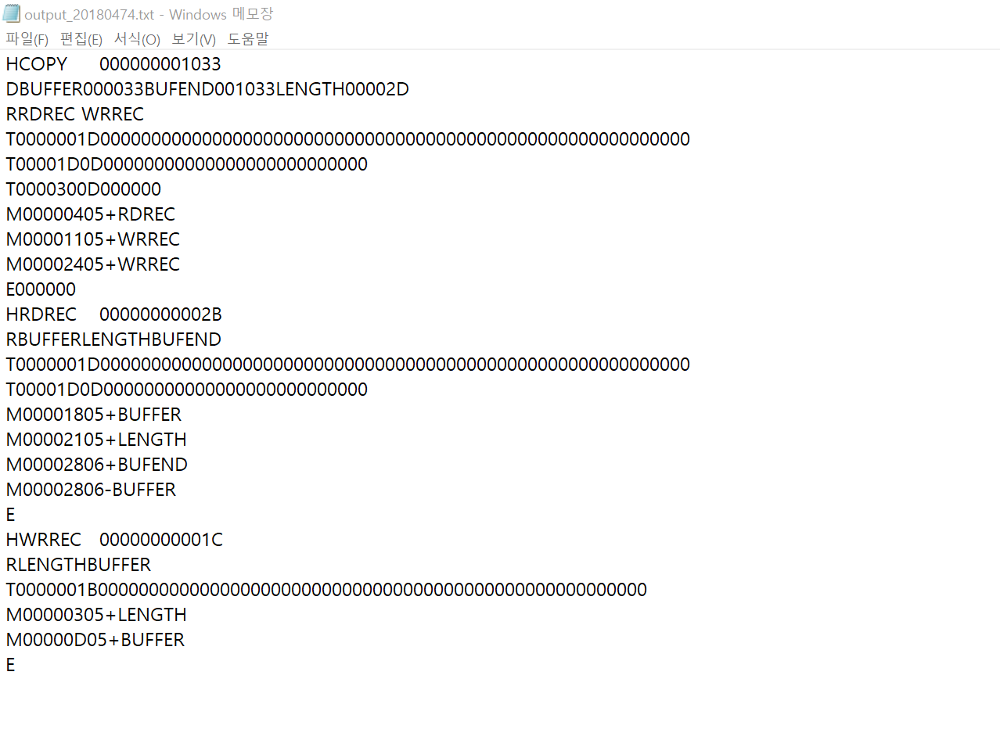 output_20180474.txt - Windows 메모장
파일(F) 편집(E) 서식(O) 보기(V) 도움말
HCOPY 000000001033
DBUFFER000033BUFEND001033LENGTH00002D
RRDREC WRREC
T0000001D0000000000000000000000000000000000000000000000000000000000
T00001D0D00000000000000000000000000
T0000300D000000
M00000405+RDREC
M00001105+WRREC
M00002405+WRREC
E000000
HRDREC 00000000002B
RBUFFERLENGTHBUFEND
T0000001D0000000000000000000000000000000000000000000000000000000000
T00001D0D00000000000000000000000000
M00001805+BUFFER
M00002105+LENGTH
M00002806+BUFEND
M00002806-BUFFER
E
HWRREC 00000000001C
RLENGTHBUFFER
T0000001B000000000000000000000000000000000000000000000000000000
M00000305+LENGTH
M00000D05+BUFFER
E